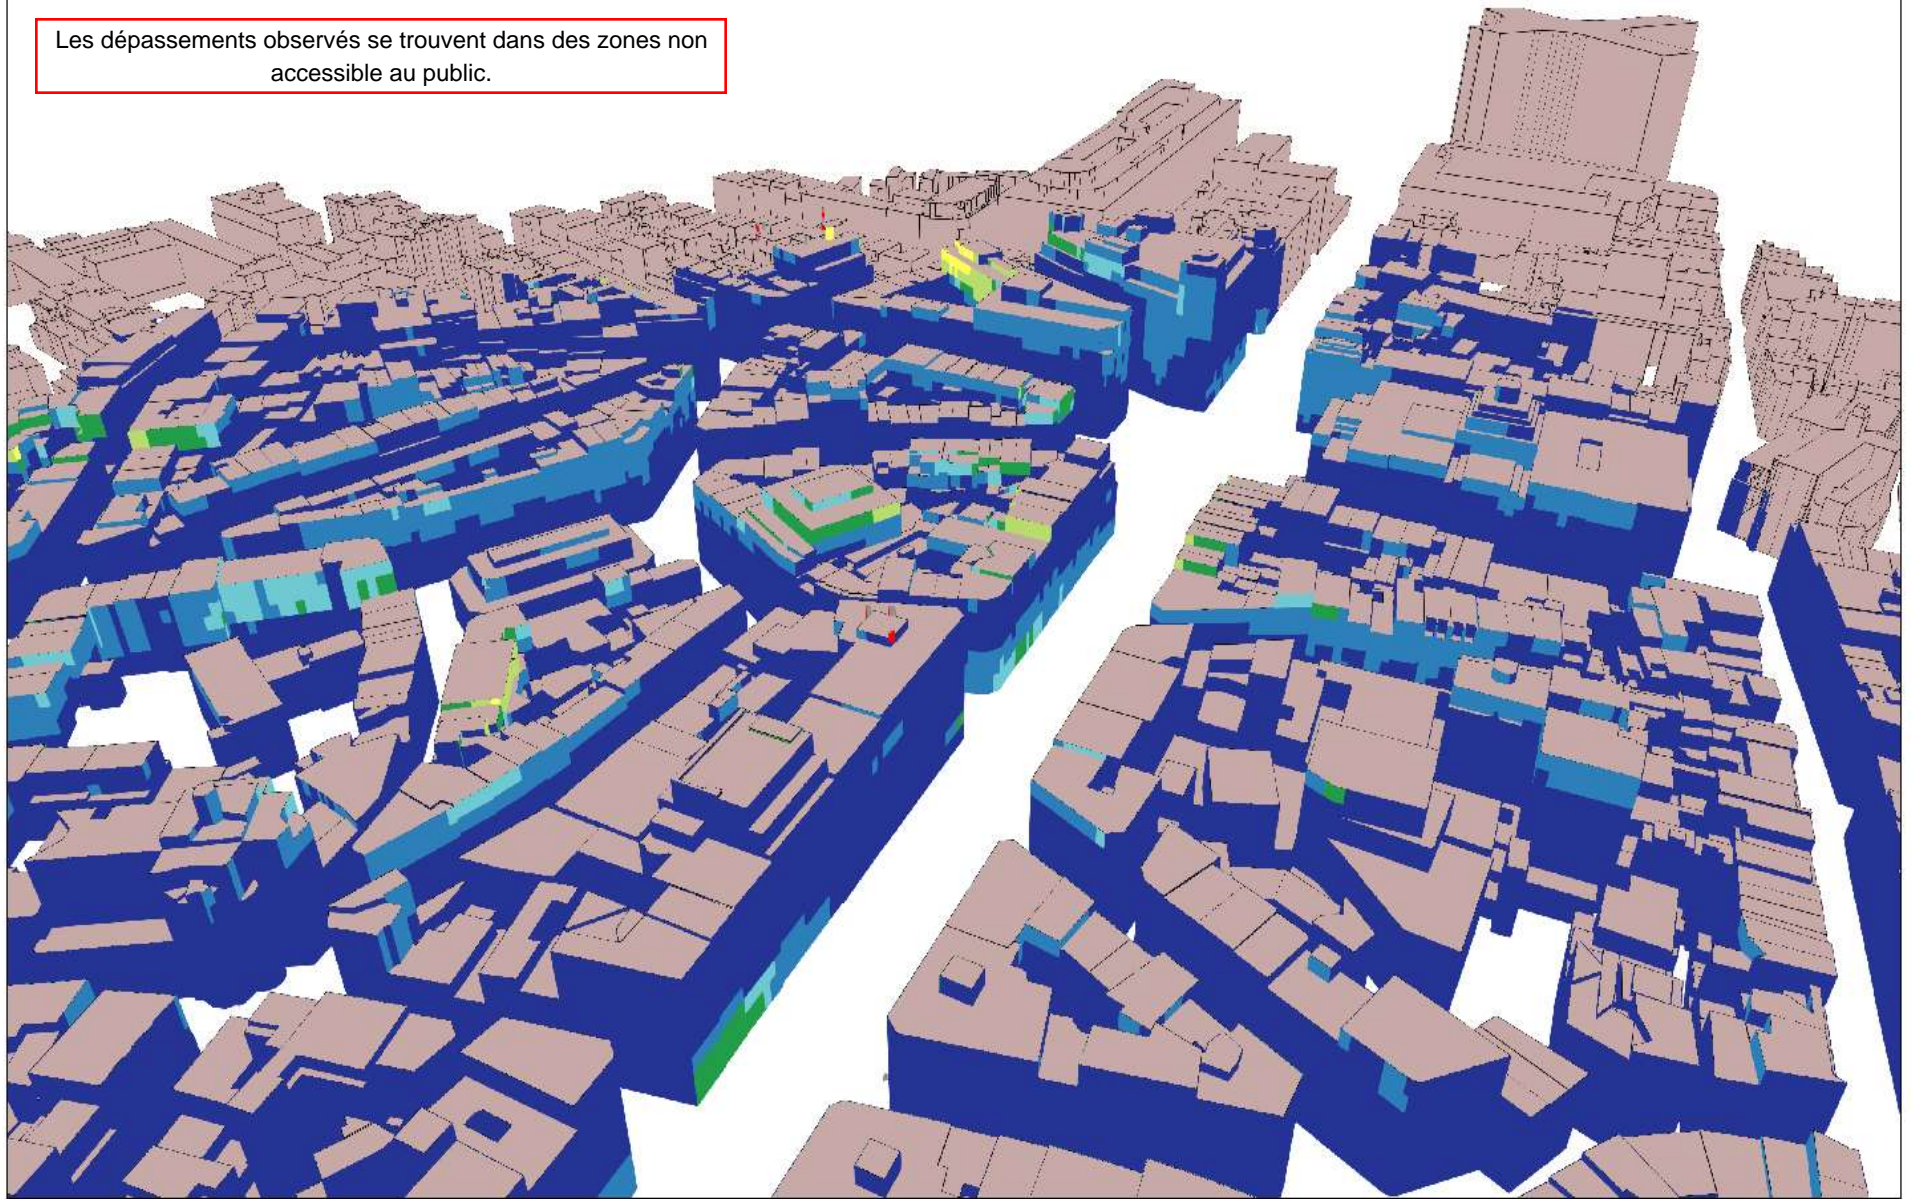 Les dépassements observés se trouvent dans des zones non
accessible au public.